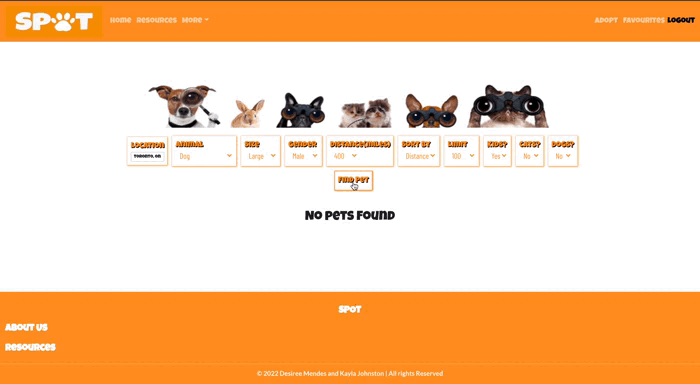 SPOT
HOME RESOURCES MORE
ADOPT FAVOURITES LOGOUT
LOCATION ANIMAL SIZE GENDER DISTANCE(MILES) SORT BY LIMIT KIDS? CATS? DOGS?
TORONTO, ON Dog Large Male 400 Distance 100 Yes No No
FIND PET
NO PETS FOUND
SPOT
ABOUT US
RESOURCES
© 2022 Desiree Mendes and Kayla Johnston | All rights Reserved